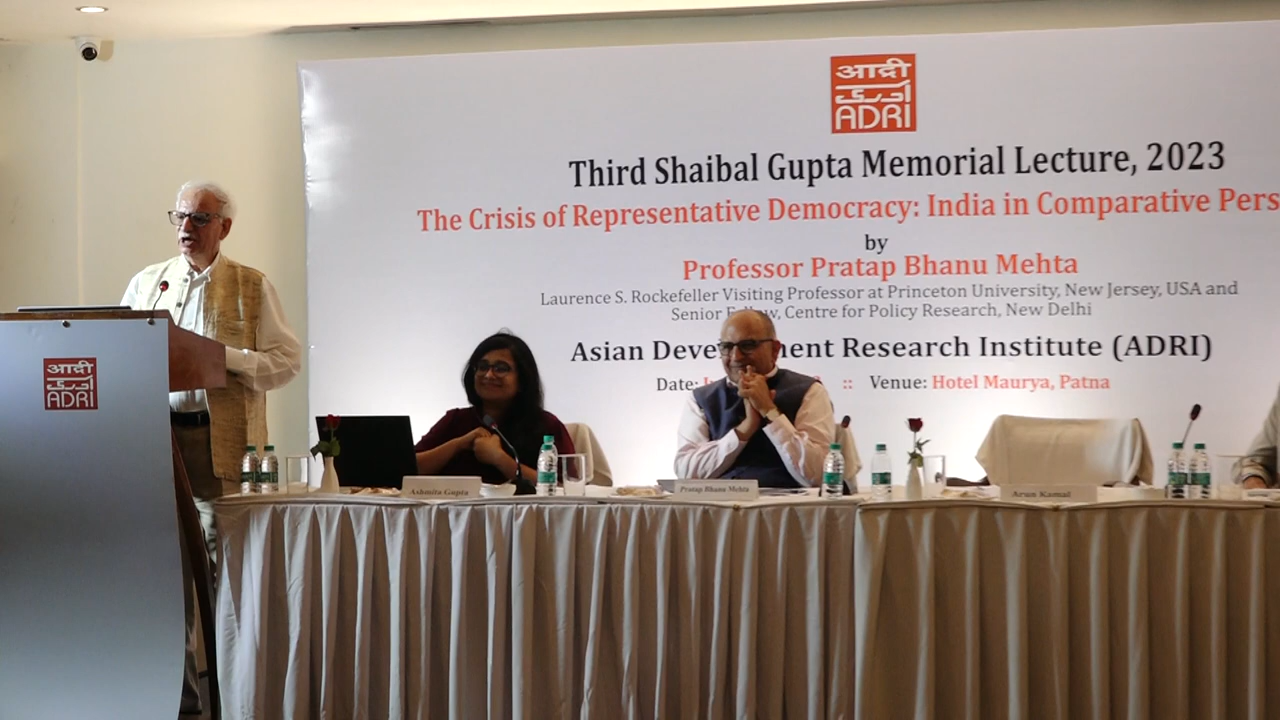 आद्री
ادری
ADRI
Third Shaibal Gupta Memorial Lecture, 2023
The Crisis of Representative Democracy: India in Comparative Pers
by
Professor Pratap Bhanu Mehta
Laurence S. Rockefeller Visiting Professor at Princeton University, New Jersey, USA and
Senior Centre for Policy Research, New Delhi
Asian Research Institute (ADRI)
Date: :: Venue: Hotel Maurya, Patna
आद्री
ادری
ADRI
Ashmita Gupta
Pratap Bhanu Mehta
Arun Kamal